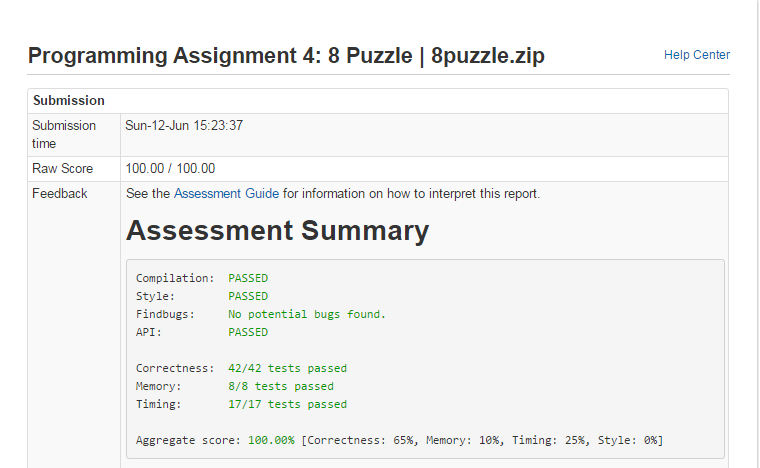 Programming Assignment 4: 8 Puzzle | 8puzzle.zip
Help Center
Submission
Submission time
Sun-12-Jun 15:23:37
Raw Score
100.00 / 100.00
Feedback
See the Assessment Guide for information on how to interpret this report.
Assessment Summary
Compilation: PASSED
Style: PASSED
Findbugs: No potential bugs found.
API: PASSED
Correctness: 42/42 tests passed
Memory: 8/8 tests passed
Timing: 17/17 tests passed
Aggregate score: 100.00% [Correctness: 65%, Memory: 10%, Timing: 25%, Style: 0%]